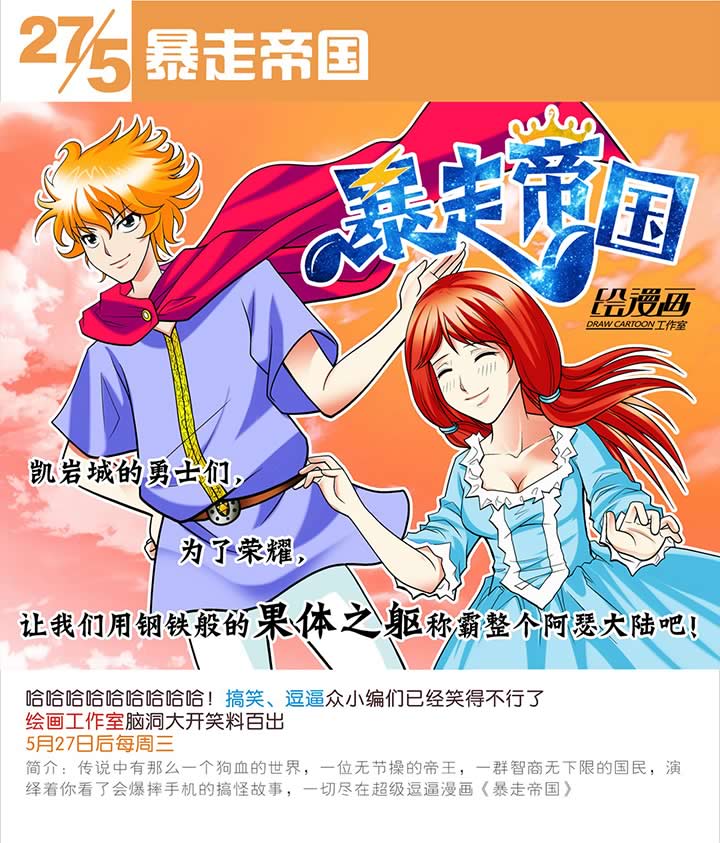 27/5 暴走帝国
暴走帝国
绘漫画
DRAW CARTOON 工作室
凯岩城的勇士们，
为了荣耀，
让我们用钢铁般的果体之躯称霸整个阿瑟大陆吧！
哈哈哈哈哈哈哈哈哈！搞笑、逗逼众小编们已经笑得不行了
绘画工作室脑洞大开笑料百出
5月27日后每周三
简介：传说中有那么一个狗血的世界，一位无节操的帝王，一群智商无下限的国民，演
绎着你看了会爆摔手机的搞怪故事，一切尽在超级逗逼漫画《暴走帝国》